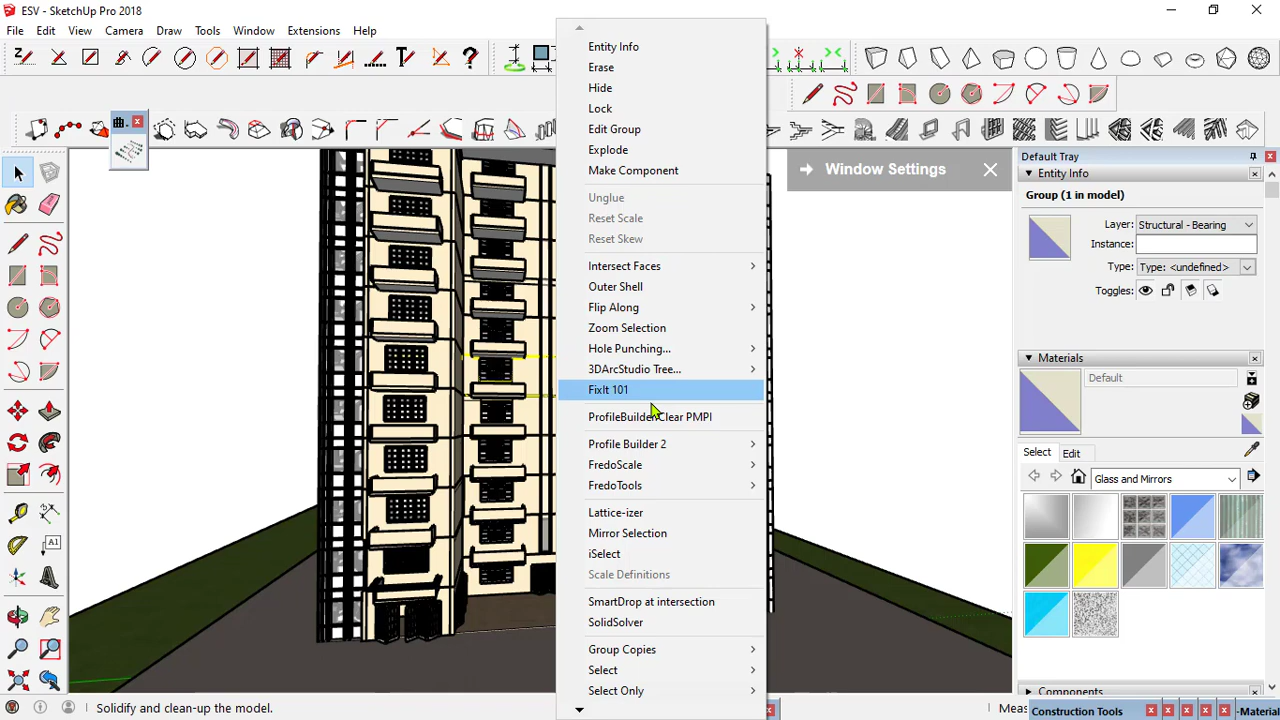 ESV - SketchUp Pro 2018
File Edit View Camera Draw Tools Window Extensions Help
Entity Info
Erase
Hide
Lock
Edit Group
Explode
Make Component
Unglue
Reset Scale
Reset Skew
Intersect Faces
Outer Shell
Flip Along
Zoom Selection
Hole Punching...
3DArcStudio Tree...
FixIt 101
ProfileBuilder Clear PMPI
Profile Builder 2
FredoScale
FredoTools
Lattice-izer
Mirror Selection
iSelect
Scale Definitions
SmartDrop at intersection
SolidSolver
Group Copies
Select
Select Only
Window Settings
Default Tray
Entity Info
Group (1 in model)
Layer: Structural - Bearing
Instance:
Type: Type: <undefined>
Toggles:
Materials
Default
Select Edit
Glass and Mirrors
Components
A1
Solidify and clean-up the model.
Meas
Construction Tools
-Material